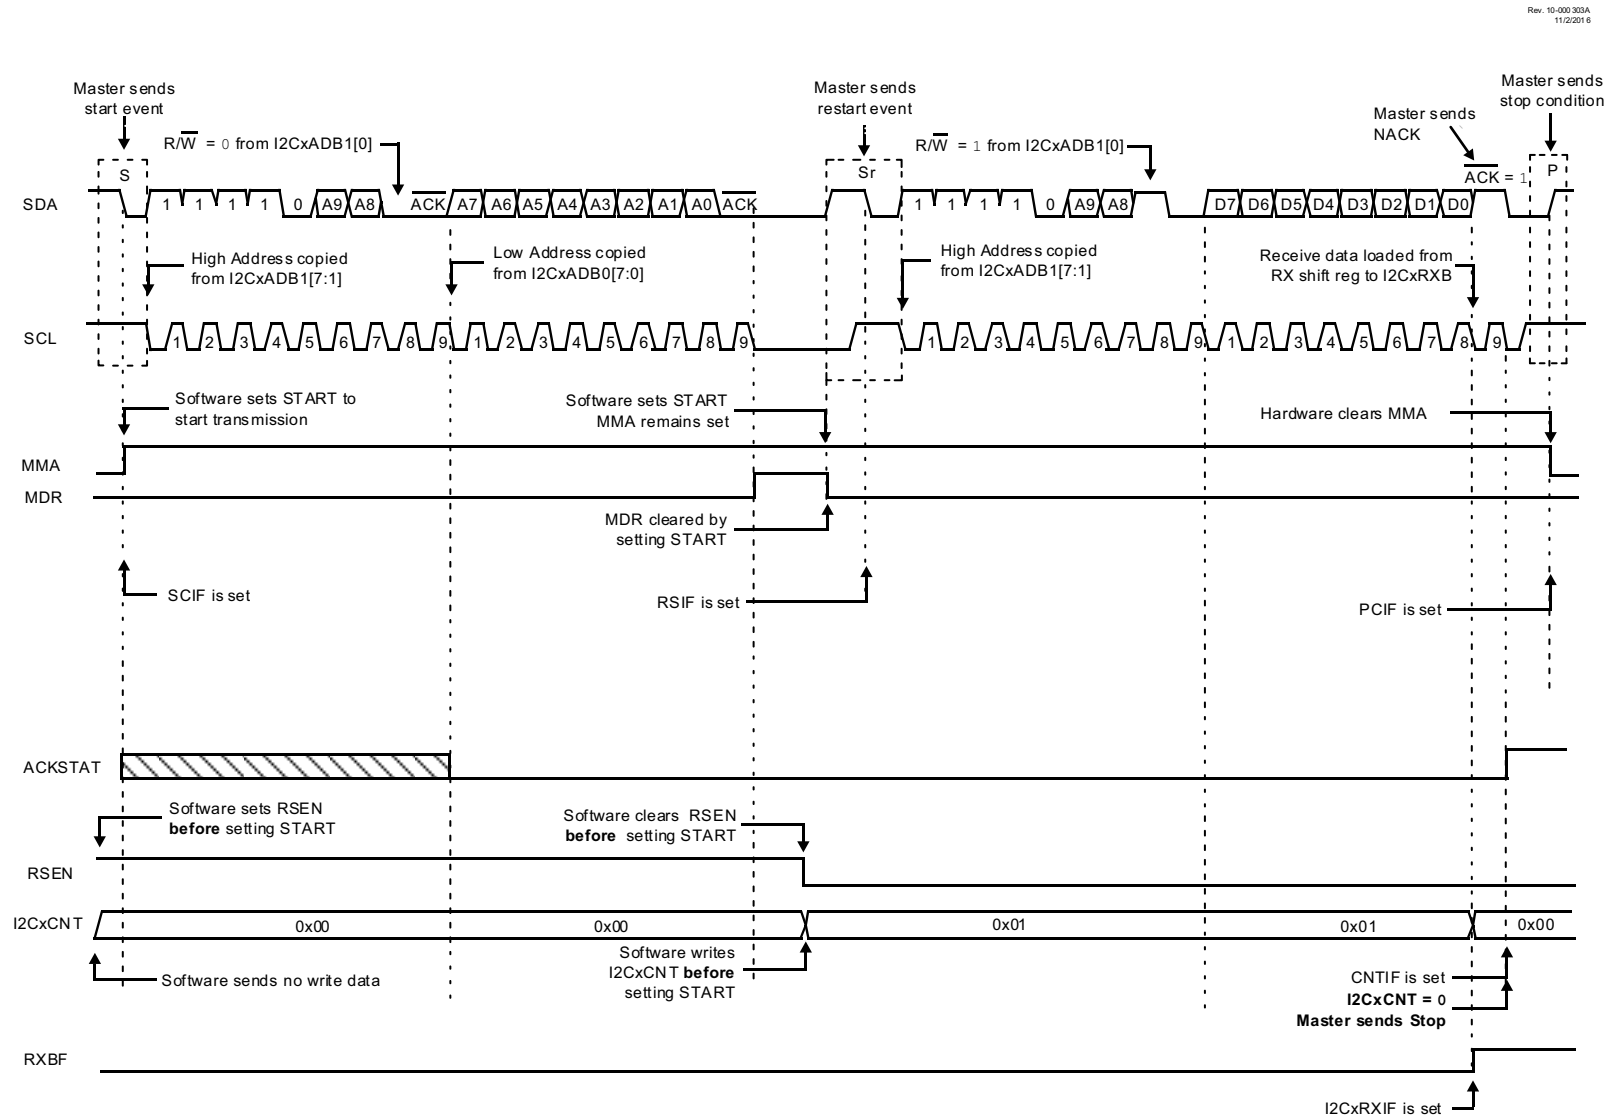 Rev. 10-000303A
11/2/2016
Master sends
start event
Master sends
restart event
Master sends
stop condition
Master sends
NACK
R/W = 0 from I2CxADB1[0]
R/W = 1 from I2CxADB1[0]
S
Sr
ACK = 1
P
SDA
1 1 1 1 0 A9 A8 ACK A7 A6 A5 A4 A3 A2 A1 A0 ACK 1 1 1 1 0 A9 A8 D7 D6 D5 D4 D3 D2 D1 D0
High Address copied
from I2CxADB1[7:1]
Low Address copied
from I2CxADB0[7:0]
High Address copied
from I2CxADB1[7:1]
Receive data loaded from
RX shift reg to I2CxRXB
SCL
1 2 3 4 5 6 7 8 9 1 2 3 4 5 6 7 8 9 1 2 3 4 5 6 7 8 9 1 2 3 4 5 6 7 8 9
Software sets START to
start transmission
Software sets START
MMA remains set
Hardware clears MMA
MMA
MDR
MDR cleared by
setting START
SCIF is set
RSIF is set
PCIF is set
ACKSTAT
Software sets RSEN
before setting START
Software clears RSEN
before setting START
RSEN
I2CxCNT
0x00 0x00 0x01 0x01 0x00
Software sends no write data
Software writes
I2CxCNT before
setting START
CNTIF is set
I2CxCNT = 0
Master sends Stop
RXBF
I2CxRXIF is set